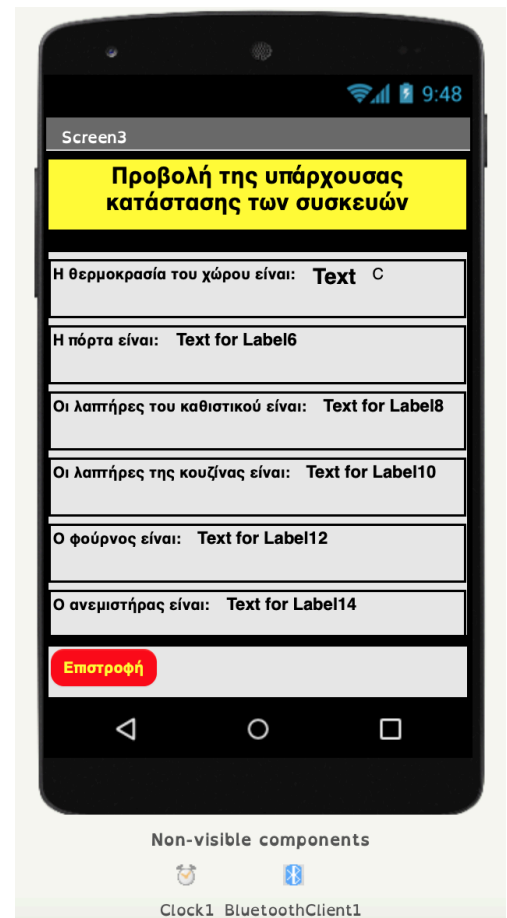 9:48
Screen3
Προβολή της υπάρχουσας
κατάστασης των συσκευών
Η θερμοκρασία του χώρου είναι: Text C
Η πόρτα είναι: Text for Label6
Οι λαπτήρες του καθιστικού είναι: Text for Label8
Οι λαπτήρες της κουζίνας είναι: Text for Label10
Ο φούρνος είναι: Text for Label12
Ο ανεμιστήρας είναι: Text for Label14
Επιστροφή
Non-visible components
Clock1 BluetoothClient1